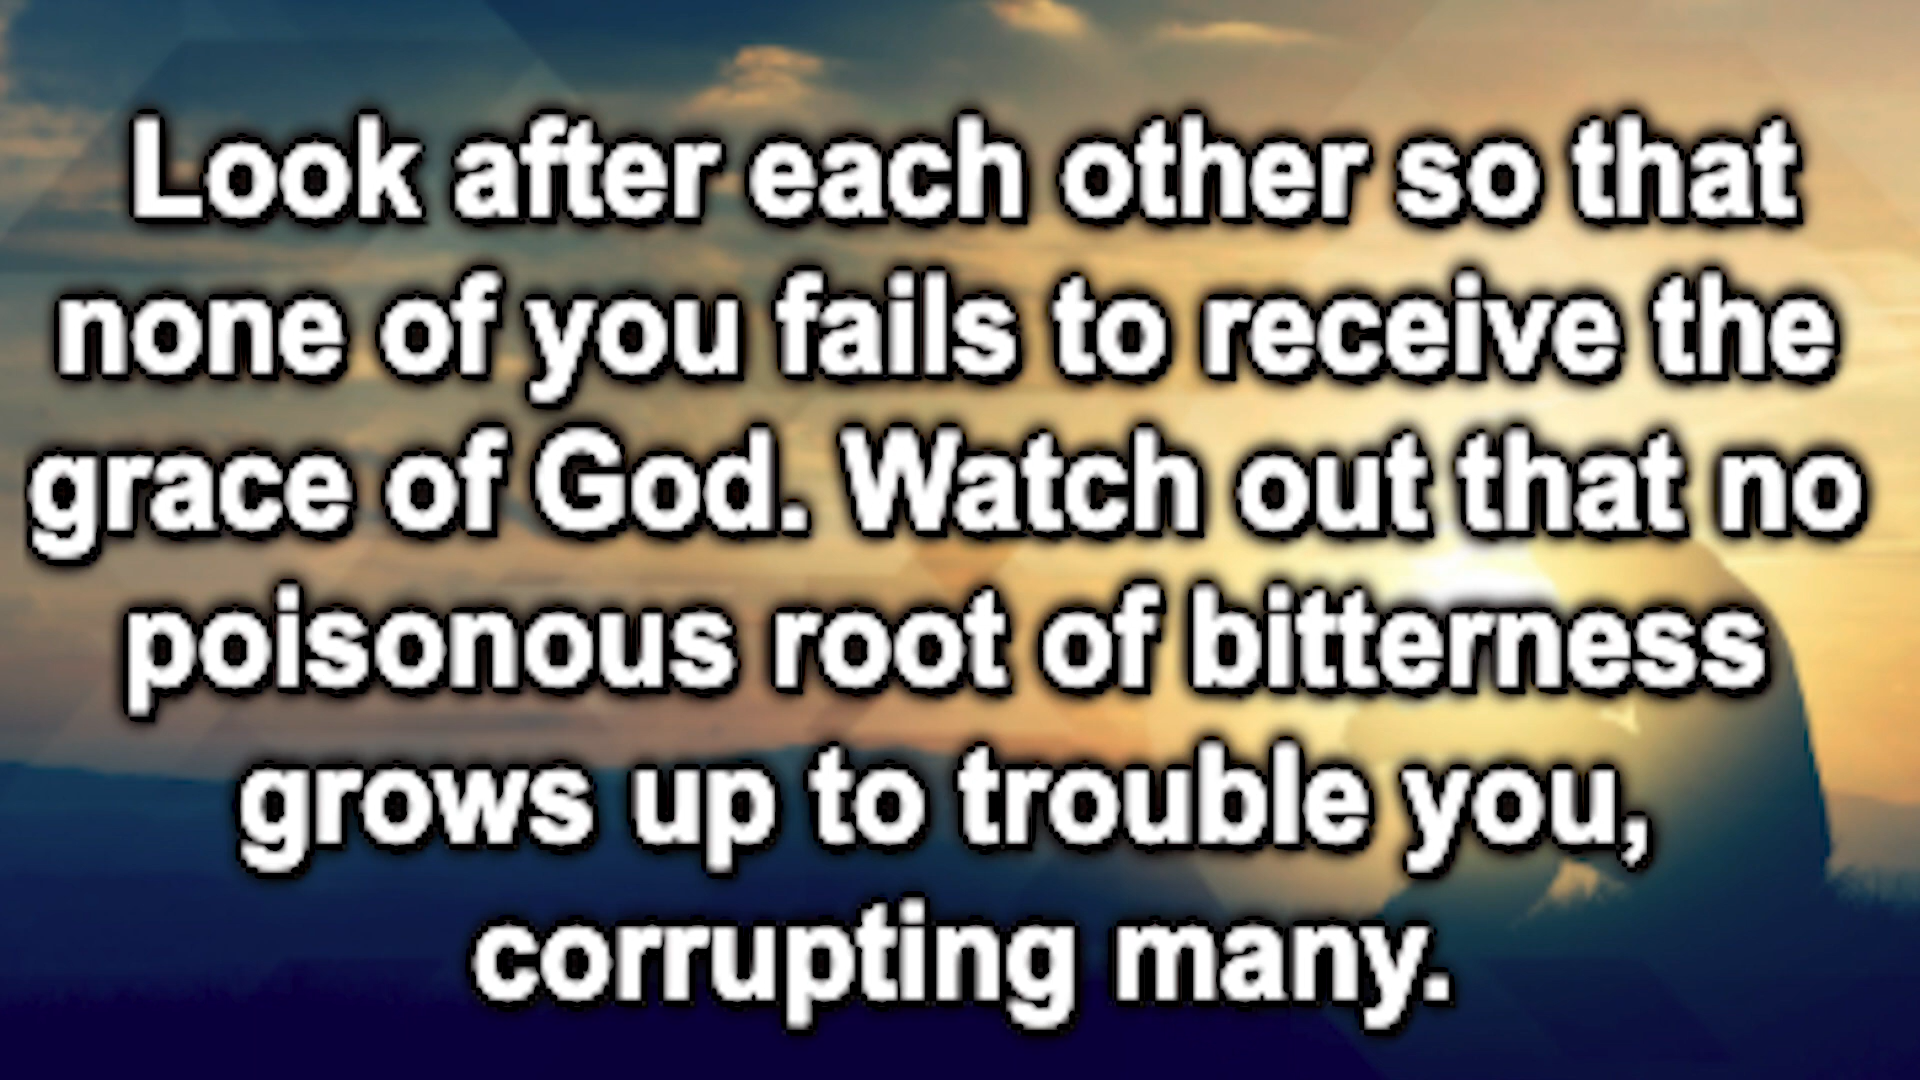 Look after each other so that
none of you fails to receive the
grace of God. Watch out that no
poisonous root of bitterness
grows up to trouble you,
corrupting many.